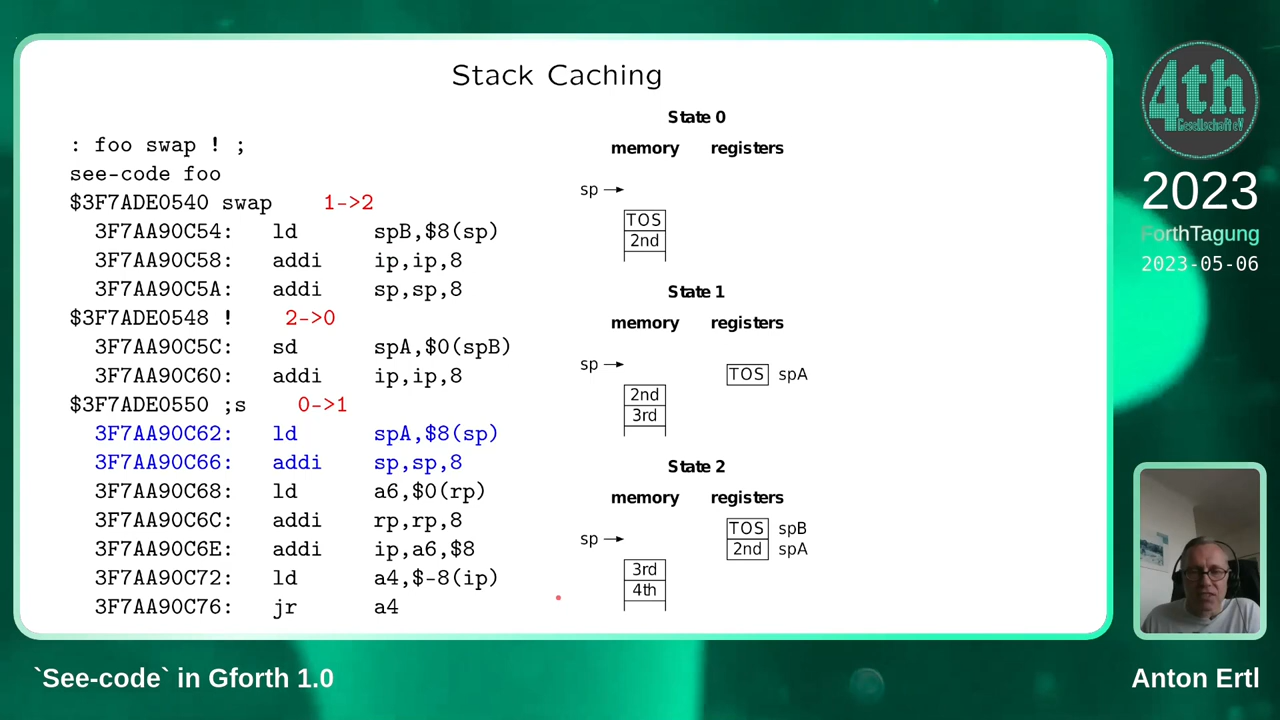 Stack Caching
: foo swap ! ;
see-code foo
$3F7ADE0540 swap 1->2
3F7AA90C54: ld spB,$8(sp)
3F7AA90C58: addi ip,ip,8
3F7AA90C5A: addi sp,sp,8
$3F7ADE0548 ! 2->0
3F7AA90C5C: sd spA,$0(spB)
3F7AA90C60: addi ip,ip,8
$3F7ADE0550 ;s 0->1
3F7AA90C62: ld spA,$8(sp)
3F7AA90C66: addi sp,sp,8
3F7AA90C68: ld a6,$0(rp)
3F7AA90C6C: addi rp,rp,8
3F7AA90C6E: addi ip,a6,$8
3F7AA90C72: ld a4,$-8(ip)
3F7AA90C76: jr a4
State 0
memory registers
sp
TOS
2nd
State 1
memory registers
sp
TOS spA
2nd
3rd
State 2
memory registers
TOS spB
sp
2nd spA
3rd
4th
4th
Gesellschaft eV
2023
ForthTagung
2023-05-06
`See-code` in Gforth 1.0
Anton Ertl